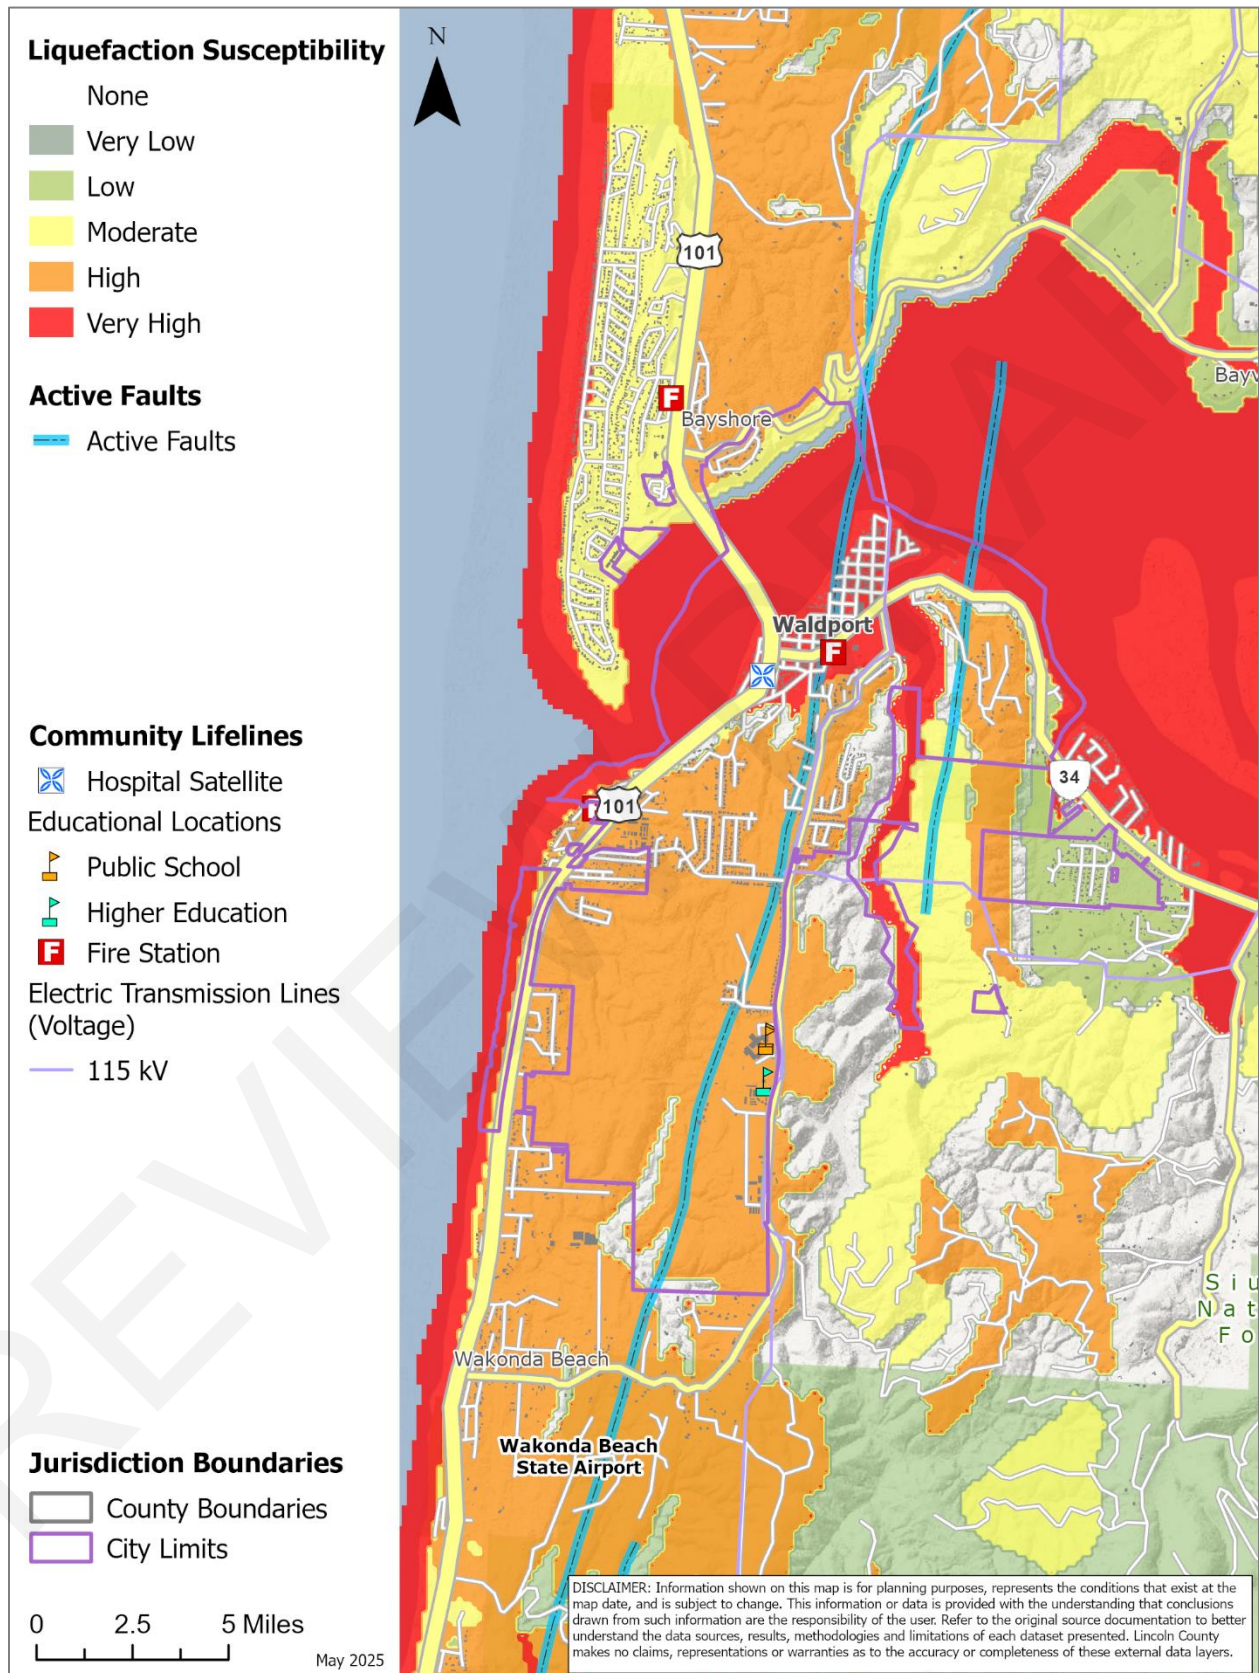 Liquefaction Susceptibility
None
Very Low
Low
Moderate
High
Very High
Active Faults
Active Faults
Community Lifelines
Hospital Satellite
Educational Locations
Public School
Higher Education
F Fire Station
Electric Transmission Lines
(Voltage)
115 kV
Jurisdiction Boundaries
County Boundaries
City Limits
0 2.5 5 Miles
May 2025
N
101
F
Bayshore
Bayv
Waldport
F
34
101
Siu
Nat
Fo
Wakonda Beach
Wakonda Beach
State Airport
DISCLAIMER: Information shown on this map is for planning purposes, represents the conditions that exist at the
map date, and is subject to change. This information or data is provided with the understanding that conclusions
drawn from such information are the responsibility of the user. Refer to the original source documentation to better
understand the data sources, results, methodologies and limitations of each dataset presented. Lincoln County
makes no claims, representations or warranties as to the accuracy or completeness of these external data layers.